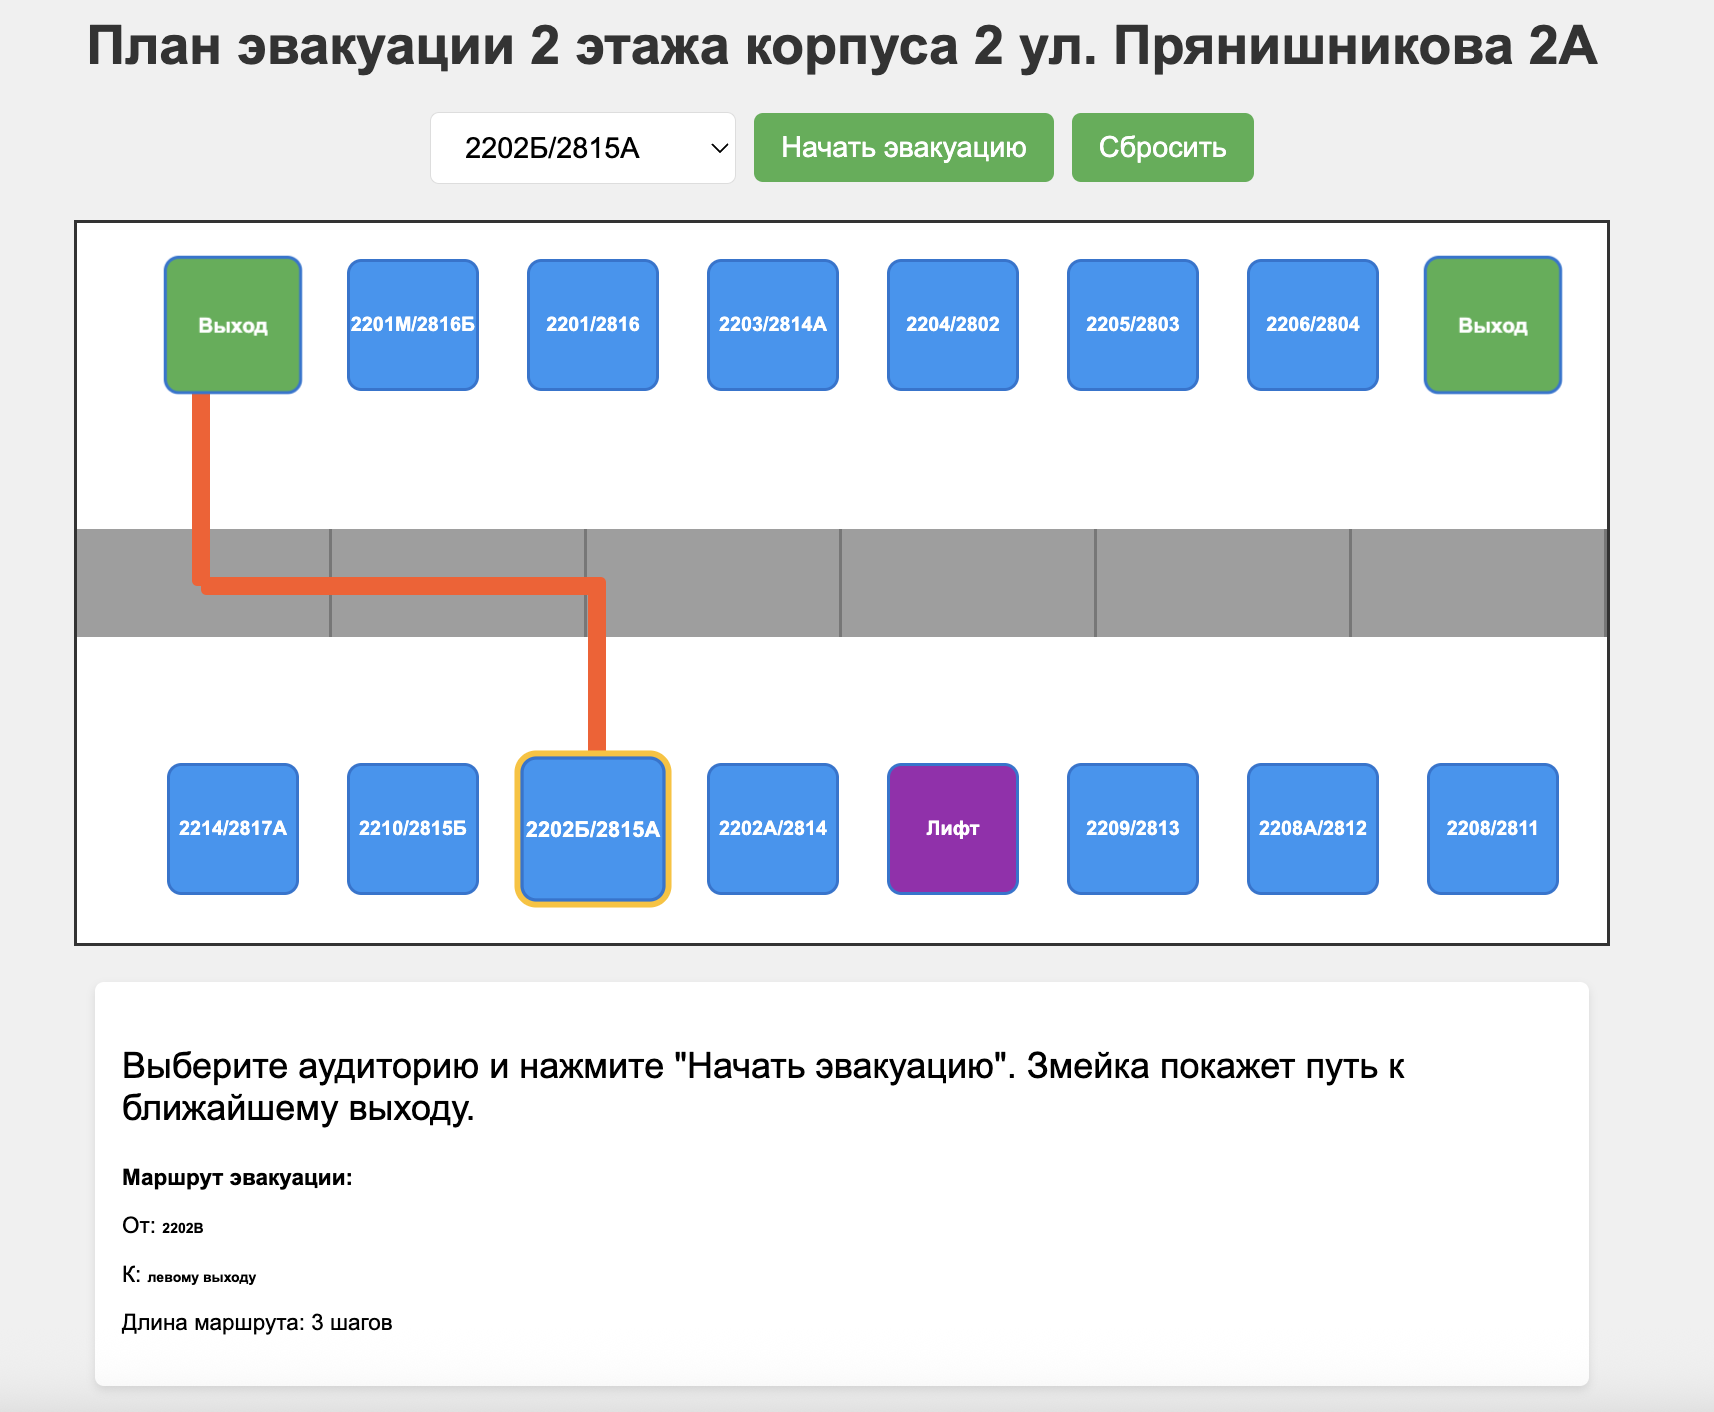 План эвакуации 2 этажа корпуса 2 ул. Прянишникова 2А
2202Б/2815А
Начать эвакуацию
Сбросить
Выход
2201М/2816Б
2201/2816
2203/2814А
2204/2802
2205/2803
2206/2804
Выход
2214/2817А
2210/2815Б
2202Б/2815А
2202А/2814
Лифт
2209/2813
2208А/2812
2208/2811
Выберите аудиторию и нажмите "Начать эвакуацию". Змейка покажет путь к
ближайшему выходу.
Маршрут эвакуации:
От: 2202B
К: левому выходу
Длина маршрута: 3 шагов